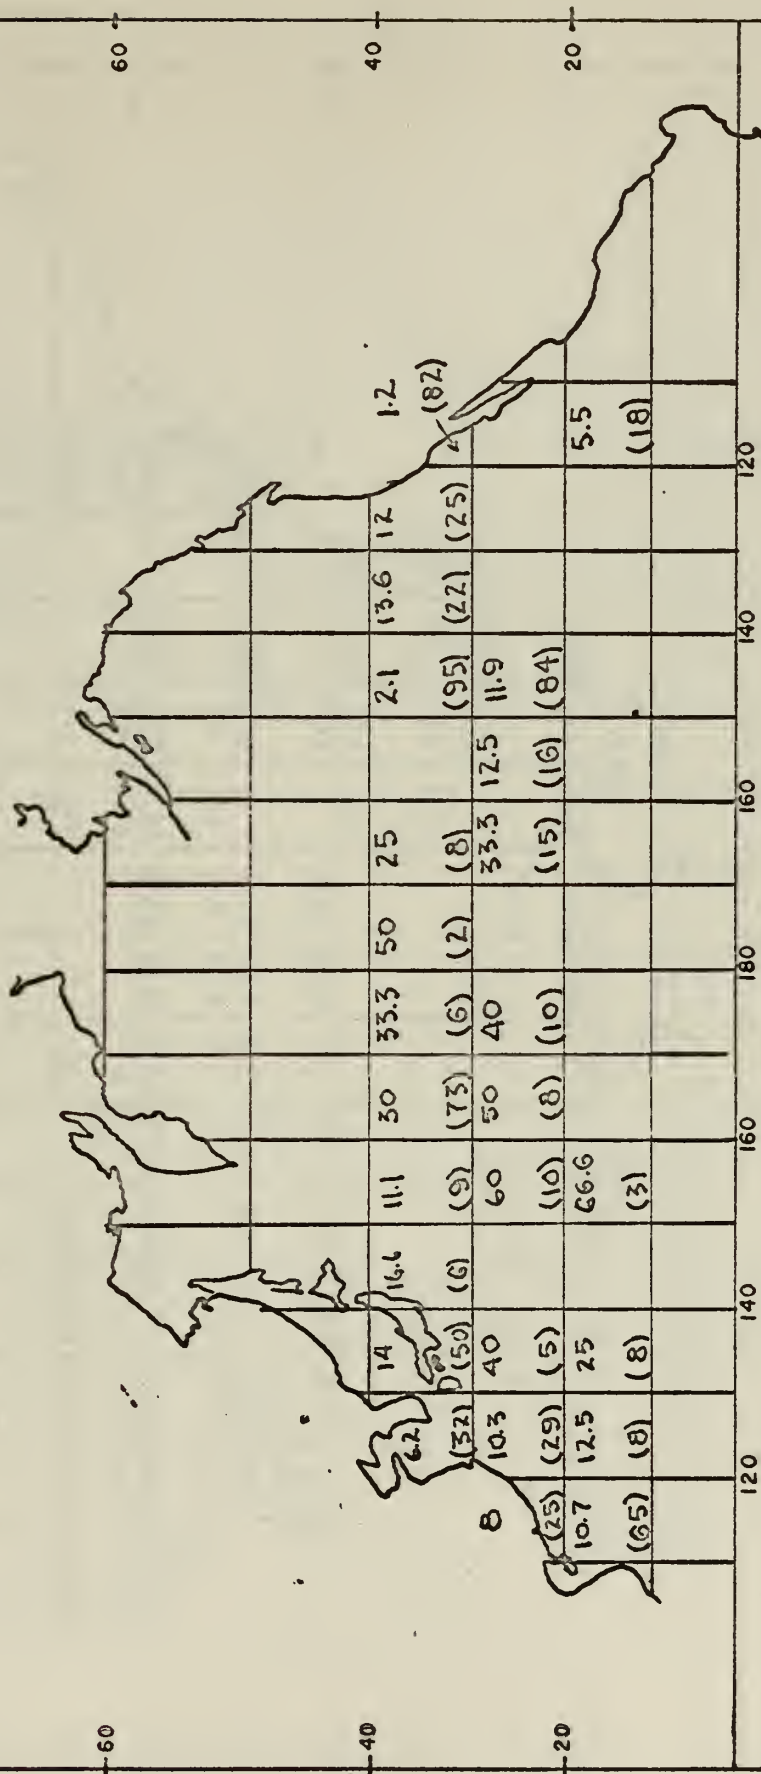 60 60
40 40
6.2 14 16.6 11.1 30 33.3 50 25 2.1 13.6 12 1.2
(32) (50) (6) (9) (73) (6) (2) (8) (95) (22) (25) (82)
8 10.3 40 60 50 40 33.3 12.5 11.9
(25) (29) (5) (10) (8) (10) (15) (16) (84)
20 20
10.7 12.5 25 66.6 5.5
(65) (8) (8) (3) (18)
120 140 160 180 160 140 120